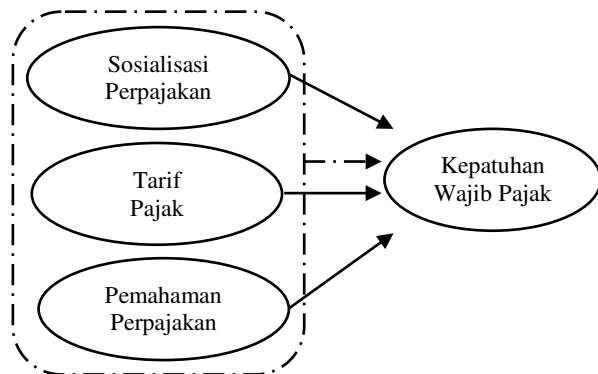 Sosialisasi
Perpajakan
Tarif
Pajak
Pemahaman
Perpajakan
Kepatuhan
Wajib Pajak